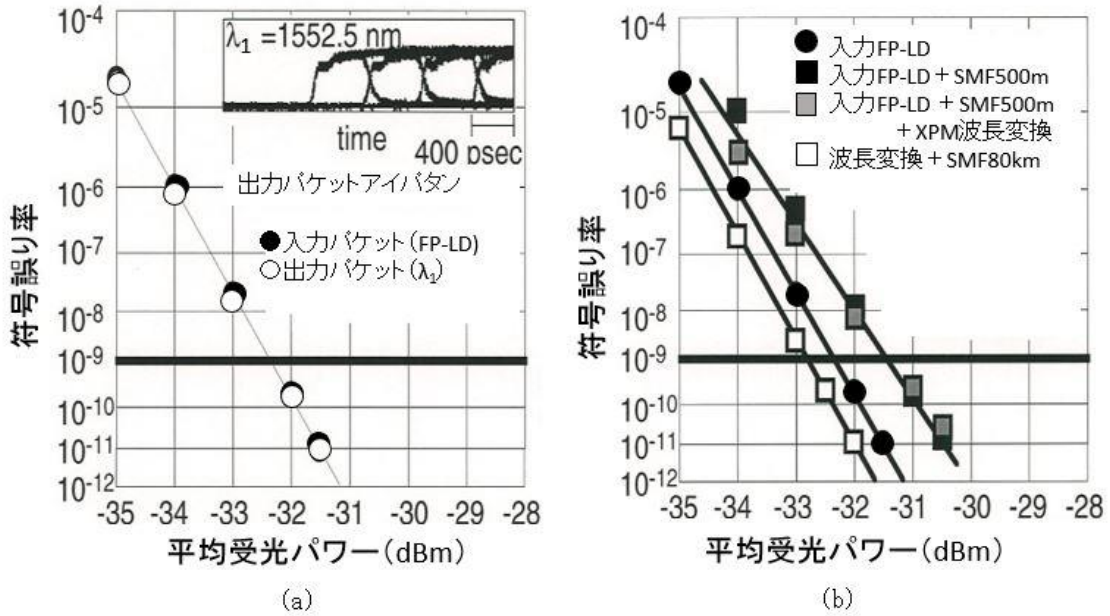 10-4
10-5
10-6
10-7
10-8
10-9
10-10
10-11
10-12
符号誤り率
λ1 =1552.5 nm
time
400 psec
出力パケットアイパタン
●入力パケット(FP-LD)
○出力パケット(λ1)
-35 -34 -33 -32 -31 -30 -29 -28
平均受光パワー(dBm)
(a)
10-4
10-5
10-6
10-7
10-8
10-9
10-10
10-11
10-12
符号誤り率
入力FP-LD
入力FP-LD+SMF500m
入力FP-LD+SMF500m
+XPM波長変換
波長変換+SMF80km
-35 -34 -33 -32 -31 -30 -29 -28
平均受光パワー(dBm)
(b)